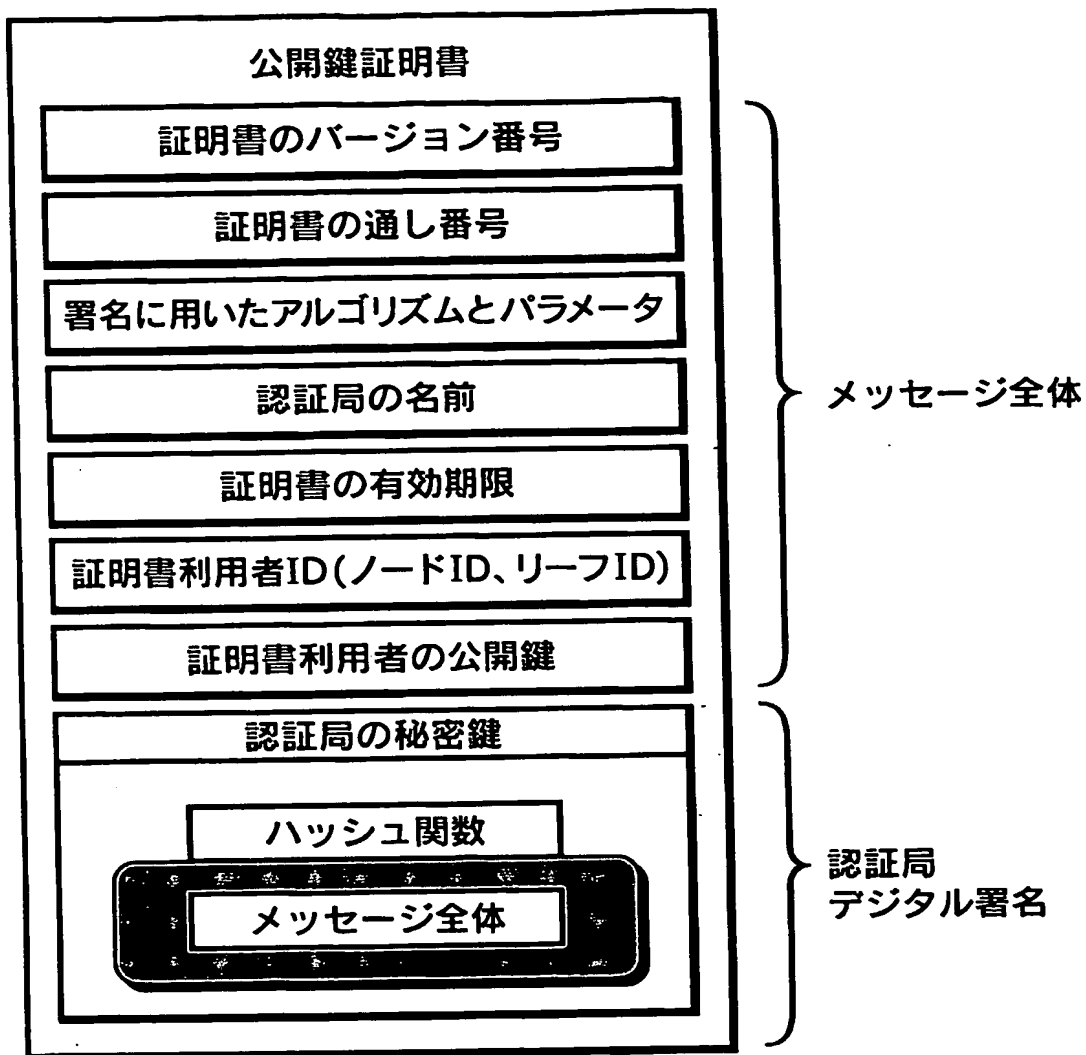 公開鍵証明書
証明書のバージョン番号
証明書の通し番号
署名に用いたアルゴリズムとパラメータ
認証局の名前
証明書の有効期限
証明書利用者ID(ノードID、リーフID)
証明書利用者の公開鍵
メッセージ全体
認証局の秘密鍵
ハッシュ関数
メッセージ全体
認証局
デジタル署名